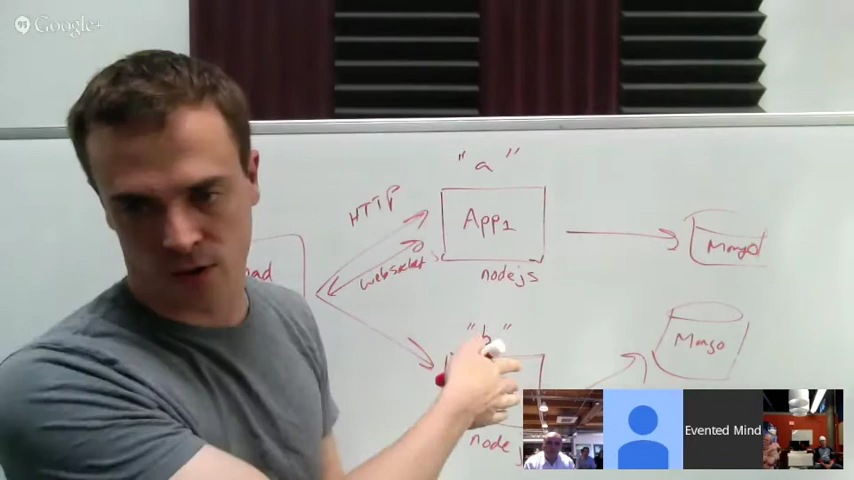 Google+
"a"
HTTP
App1
websocket
nodejs
Mongo
"b"
Mongo
node
Evented Mind